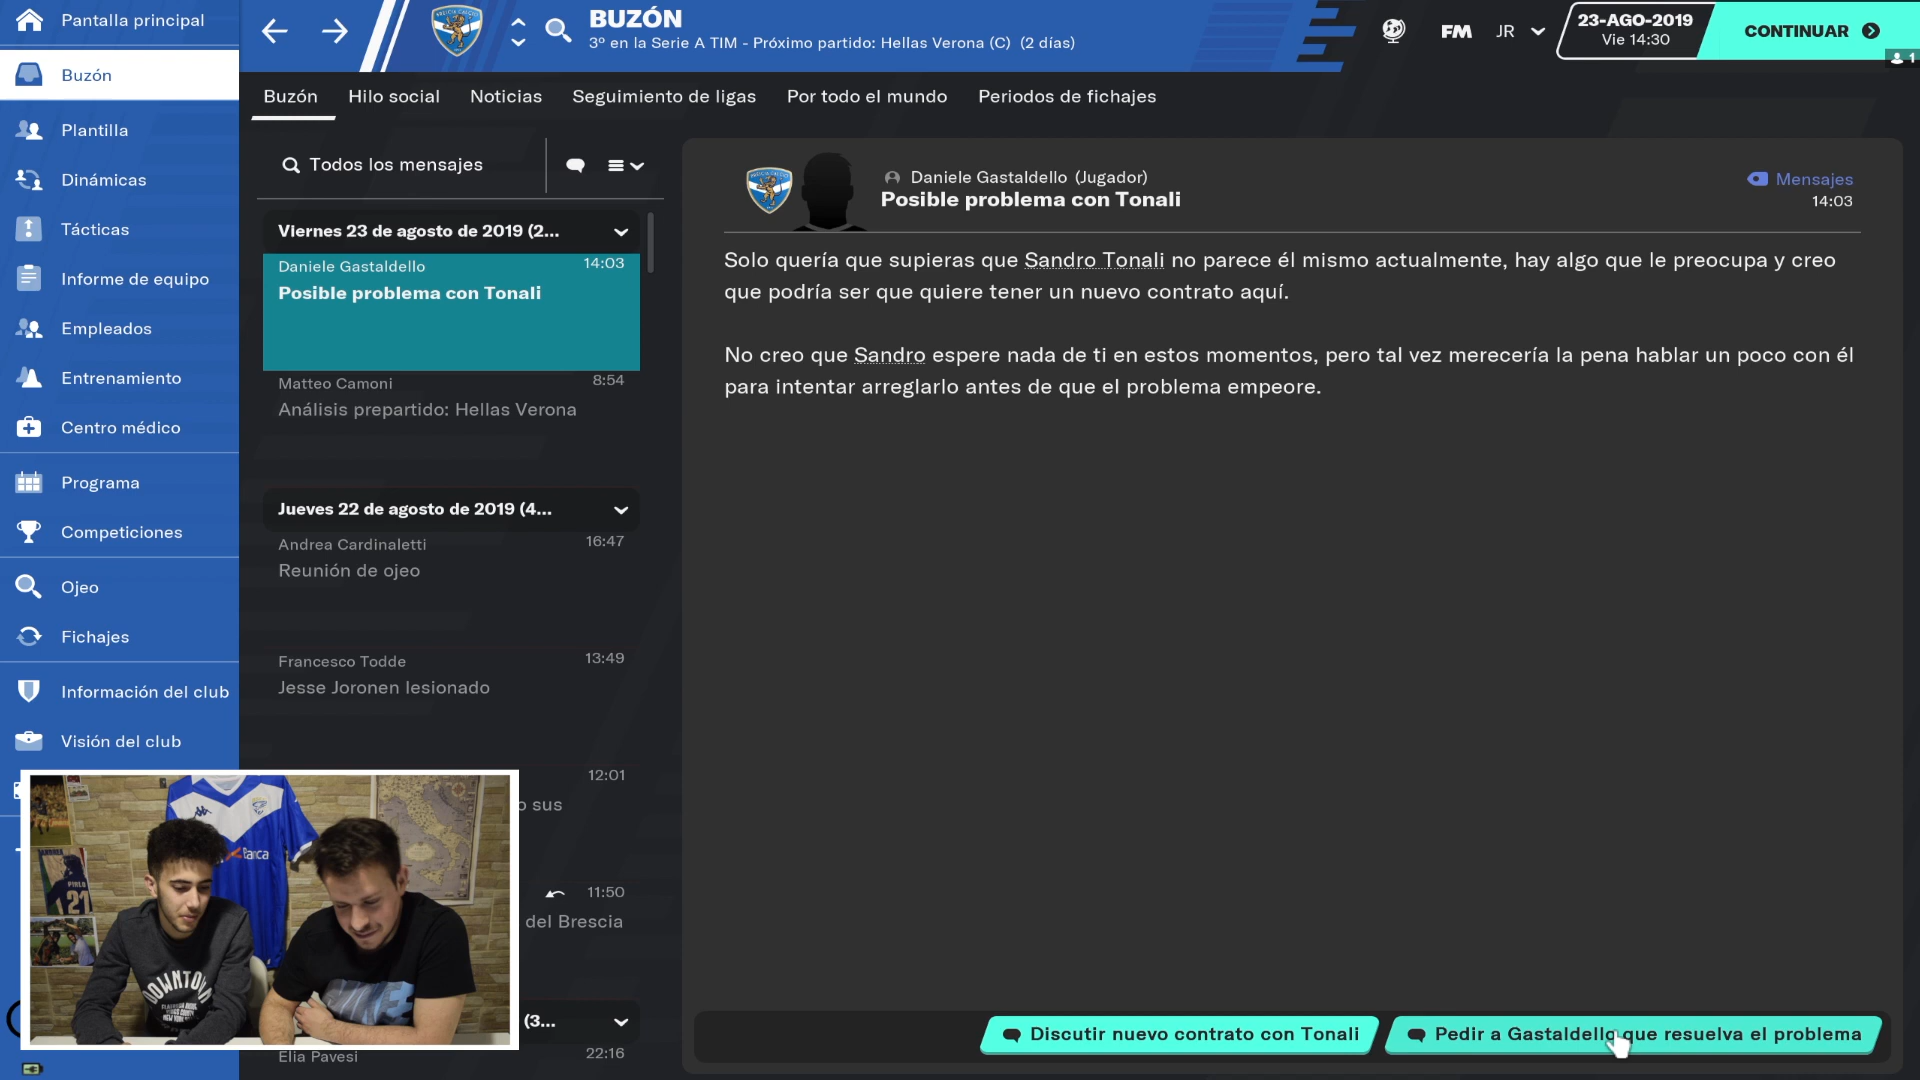 Pantalla principal
Buzón
Plantilla
Dinámicas
Tácticas
Informe de equipo
Empleados
Entrenamiento
Centro médico
Programa
Competiciones
Ojeo
Fichajes
Información del club
Visión del club
BUZÓN
3º en la Serie A TIM - Próximo partido: Hellas Verona (C) (2 días)
FM
JR
23-AGO-2019
Vie 14:30
CONTINUAR
1
Buzón
Hilo social
Noticias
Seguimiento de ligas
Por todo el mundo
Periodos de fichajes
Todos los mensajes
Viernes 23 de agosto de 2019 (2...
Daniele Gastaldello 14:03
Posible problema con Tonali
Matteo Camoni 8:54
Análisis prepartido: Hellas Verona
Jueves 22 de agosto de 2019 (4...
Andrea Cardinaletti 16:47
Reunión de ojeo
Francesco Todde 13:49
Jesse Joronen lesionado
12:01
sus
11:50
del Brescia
(3...
Elia Pavesi 22:16
Daniele Gastaldello (Jugador)
Posible problema con Tonali
Mensajes
14:03
Solo quería que supieras que Sandro Tonali no parece él mismo actualmente, hay algo que le preocupa y creo
que podría ser que quiere tener un nuevo contrato aquí.
No creo que Sandro espere nada de ti en estos momentos, pero tal vez merecería la pena hablar un poco con él
para intentar arreglarlo antes de que el problema empeore.
Discutir nuevo contrato con Tonali
Pedir a Gastaldello que resuelva el problema
21
DOWNTOW